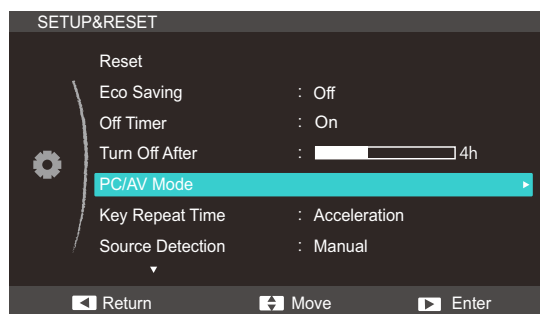 SETUP&RESET
Reset
Eco Saving : Off
Off Timer : On
Turn Off After : 4h
PC/AV Mode
Key Repeat Time : Acceleration
Source Detection : Manual
Return Move Enter